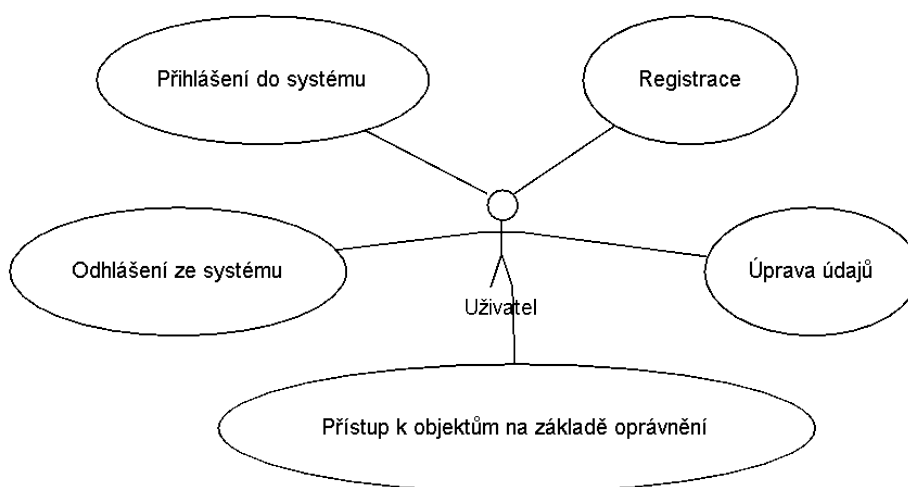 Přihlášení do systému
Registrace
Odhlášení ze systému
Úprava údajů
Uživatel
Přístup k objektům na základě oprávnění